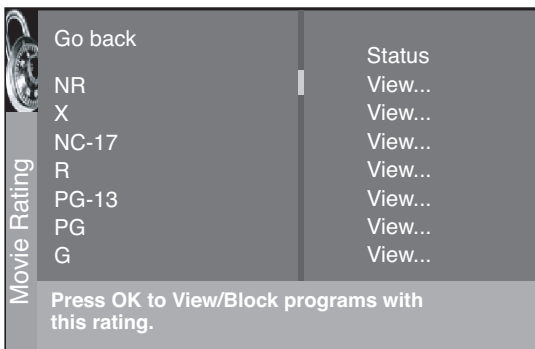 Movie Rating
Go back
Status
NR View...
X View...
NC-17 View...
R View...
PG-13 View...
PG View...
G View...
Press OK to View/Block programs with
this rating.